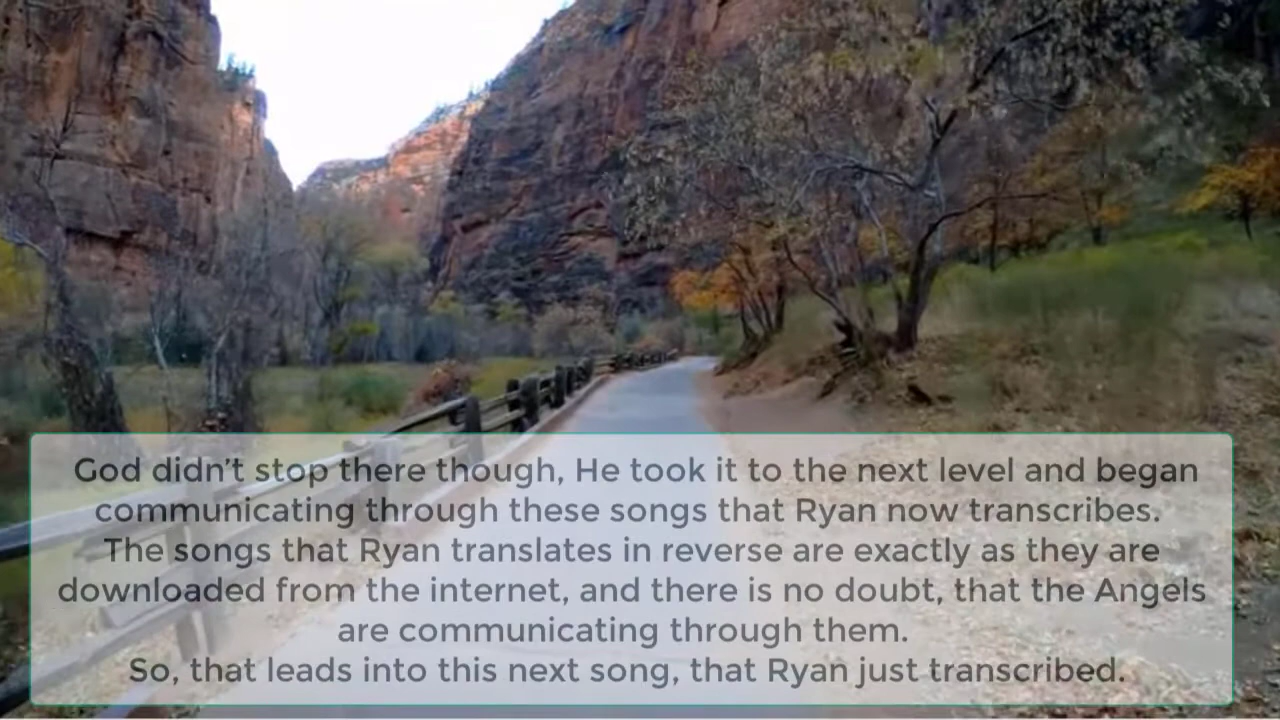 God didn't stop there though, He took it to the next level and began
communicating through these songs that Ryan now transcribes.
The songs that Ryan translates in reverse are exactly as they are
downloaded from the internet, and there is no doubt, that the Angels
are communicating through them.
So, that leads into this next song, that Ryan just transcribed.